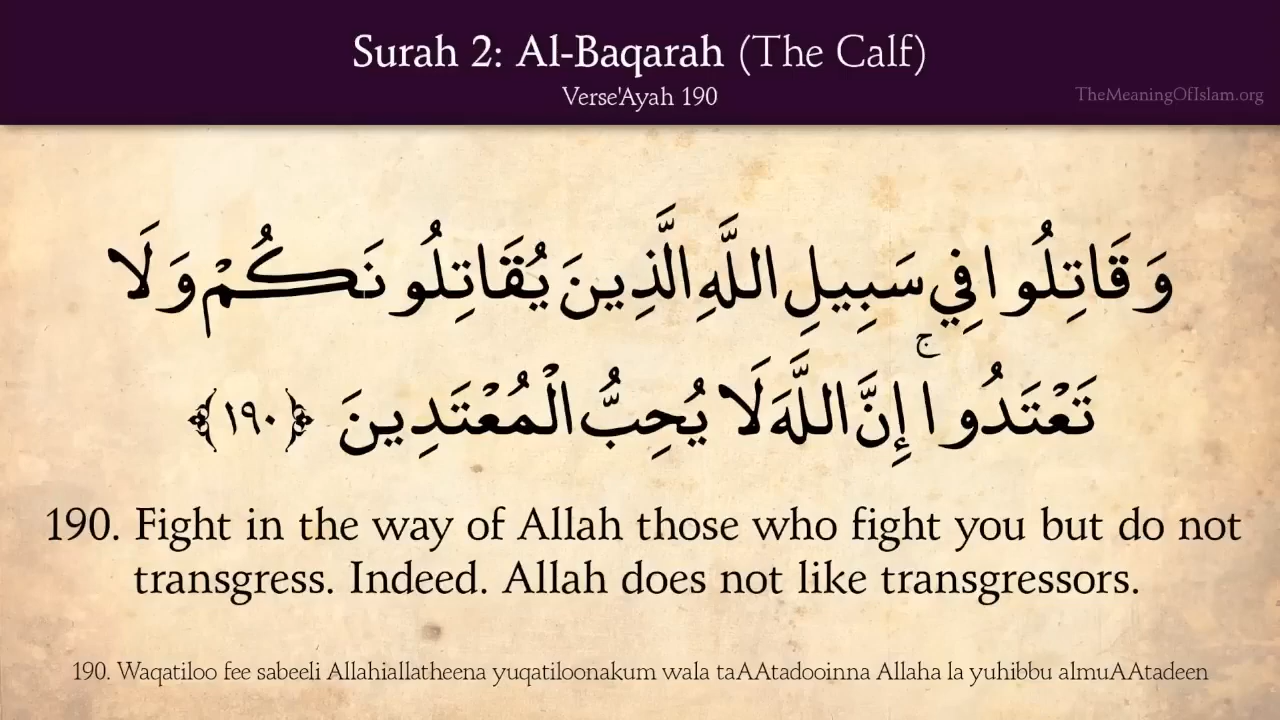 Surah 2: Al-Baqarah (The Calf)
Verse'Ayah 190
TheMeaningOfIslam.org
وَقَاتِلُوا فِي سَبِيلِ اللَّهِ الَّذِينَ يُقَاتِلُونَكُمْ وَلَا
تَعْتَدُوا ۚ إِنَّ اللَّهَ لَا يُحِبُّ الْمُعْتَدِينَ ﴿١٩٠﴾
190. Fight in the way of Allah those who fight you but do not
transgress. Indeed. Allah does not like transgressors.
190. Waqatiloo fee sabeeli Allahiallatheena yuqatiloonakum wala taAAtadooinna Allaha la yuhibbu almuAAtadeen